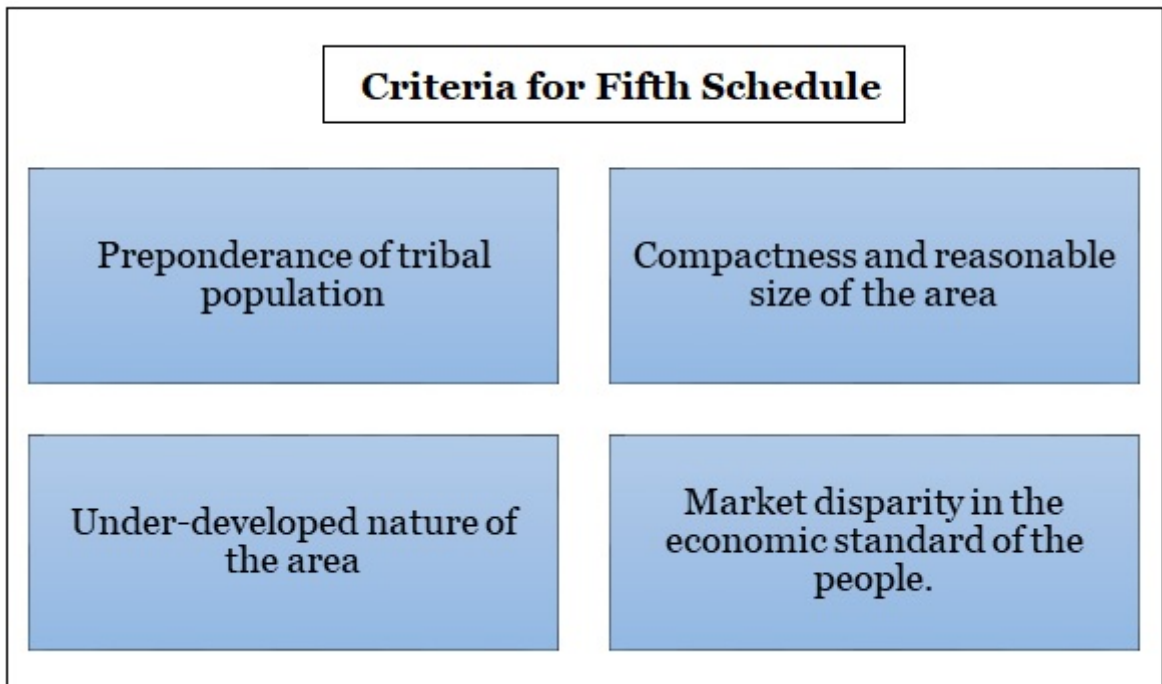 Criteria for Fifth Schedule
Preponderance of tribal
population
Compactness and reasonable
size of the area
Under-developed nature of
the area
Market disparity in the
economic standard of the
people.